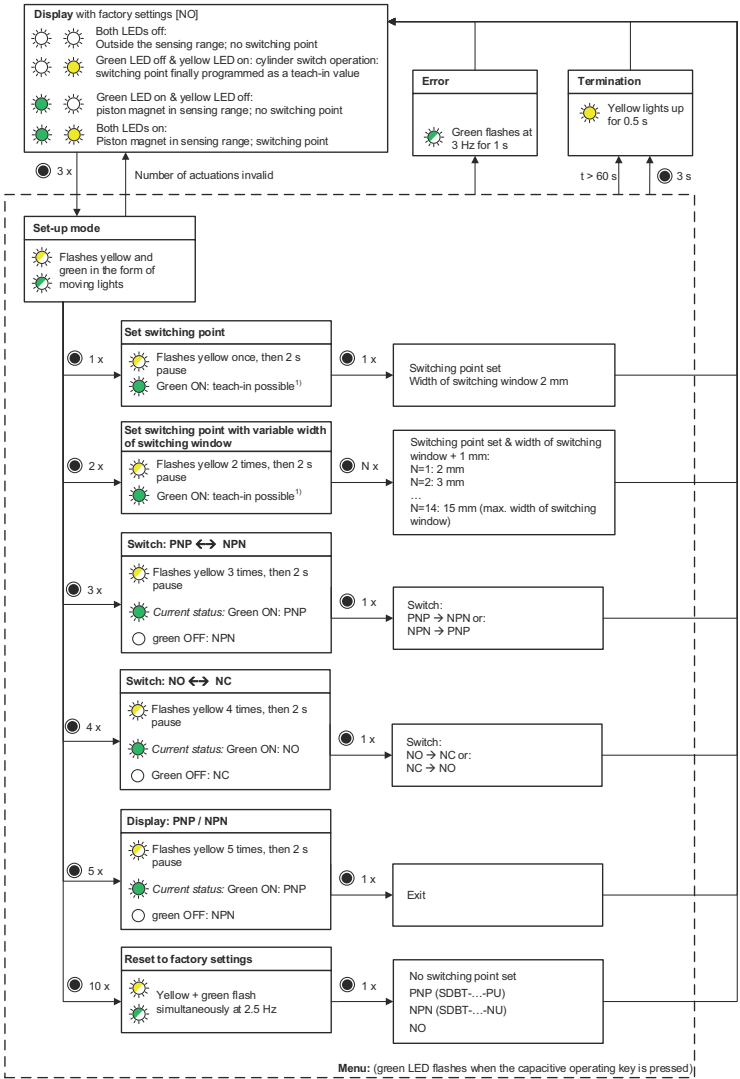 Display with factory settings [NO]
Both LEDs off:
Outside the sensing range; no switching point
Green LED off & yellow LED on: cylinder switch operation:
switching point finally programmed as a teach-in value
Green LED on & yellow LED off:
piston magnet in sensing range; no switching point
Both LEDs on:
Piston magnet in sensing range; switching point
Error
Green flashes at
3 Hz for 1 s
Termination
Yellow lights up
for 0.5 s
3 x
Number of actuations invalid
t > 60 s
3 s
Set-up mode
Flashes yellow and
green in the form of
moving lights
1 x
Set switching point
Flashes yellow once, then 2 s
pause
Green ON: teach-in possible1)
1 x
Switching point set
Width of switching window 2 mm
2 x
Set switching point with variable width
of switching window
Flashes yellow 2 times, then 2 s
pause
Green ON: teach-in possible1)
N x
Switching point set & width of switching
window + 1 mm:
N=1: 2 mm
N=2: 3 mm
...
N=14: 15 mm (max. width of switching
window)
3 x
Switch: PNP ↔ NPN
Flashes yellow 3 times, then 2 s
pause
Current status: Green ON: PNP
green OFF: NPN
1 x
Switch:
PNP → NPN or:
NPN → PNP
4 x
Switch: NO ↔ NC
Flashes yellow 4 times, then 2 s
pause
Current status: Green ON: NO
Green OFF: NC
1 x
Switch:
NO → NC or:
NC → NO
5 x
Display: PNP / NPN
Flashes yellow 5 times, then 2 s
pause
Current status: Green ON: PNP
green OFF: NPN
1 x
Exit
10 x
Reset to factory settings
Yellow + green flash
simultaneously at 2.5 Hz
1 x
No switching point set
PNP (SDBT-...-PU)
NPN (SDBT-...-NU)
NO
Menu: (green LED flashes when the capacitive operating key is pressed)